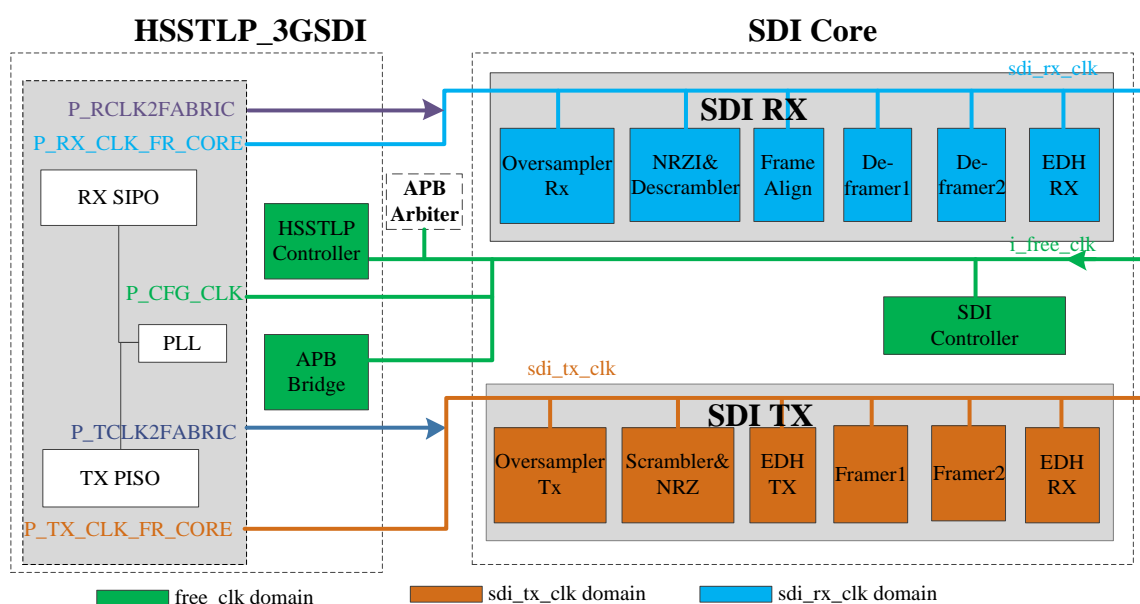 HSSTLP_3GSDI
SDI Core
P_RCLK2FABRIC
P_RX_CLK_FR_CORE
RX SIPO
P_CFG_CLK
PLL
P_TCLK2FABRIC
TX PISO
P_TX_CLK_FR_CORE
HSSTLP
Controller
APB
Bridge
APB
Arbiter
sdi_rx_clk
SDI RX
Oversampler
Rx
NRZI&
Descrambler
Frame
Align
De-
framer1
De-
framer2
EDH
RX
i_free_clk
SDI
Controller
sdi_tx_clk
SDI TX
Oversampler
Tx
Scrambler&
NRZ
EDH
TX
Framer1
Framer2
EDH
RX
free_clk domain
sdi_tx_clk domain
sdi_rx_clk domain